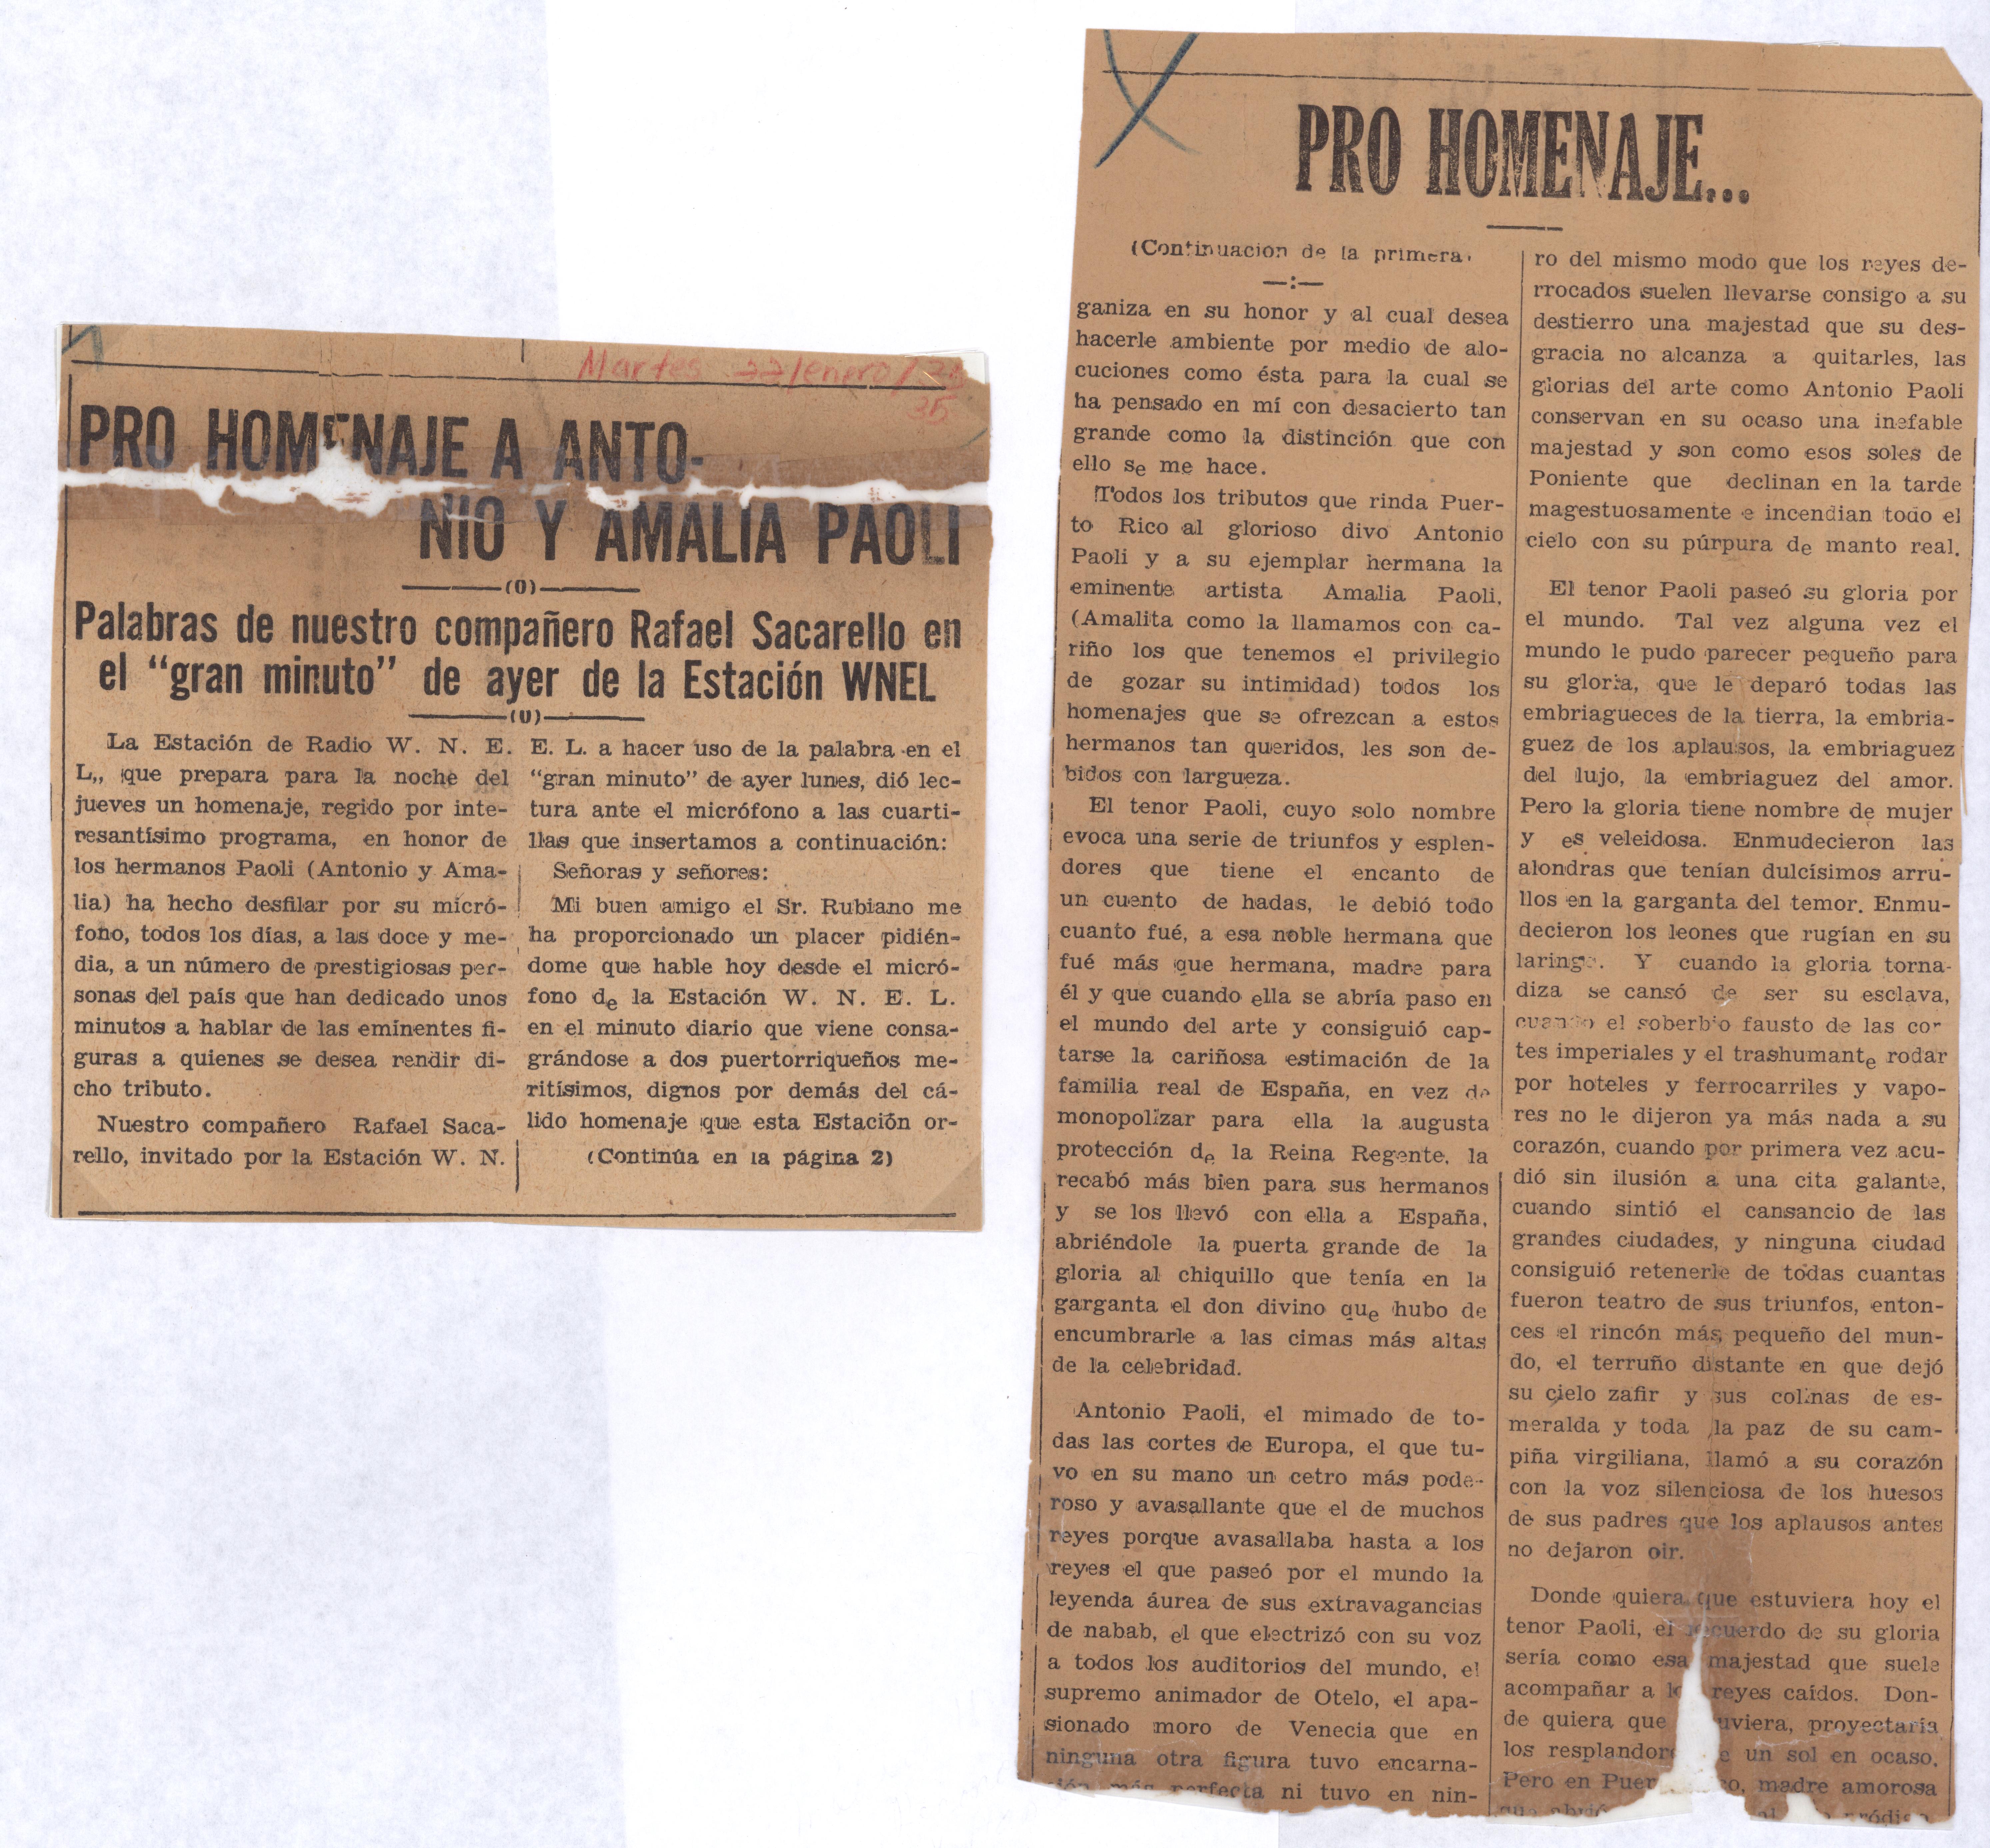 Martes 22/enero/35
35
PRO HOMENAJE A ANTO-
NIO Y AMALIA PAOLI
(0)
Palabras de nuestro compañero Rafael Sacarello en
el "gran minuto" de ayer de la Estación WNEL
(0)
La Estación de Radio W. N. E.
L,, que prepara para la noche del
jueves un homenaje, regido por inte-
resantísimo programa, en honor de
los hermanos Paoli (Antonio y Ama-
lia) ha hecho desfilar por su micró-
fono, todos los días, a las doce y me-
dia, a un número de prestigiosas per-
sonas del país que han dedicado unos
minutos a hablar de las eminentes fi-
guras a quienes se desea rendir di-
cho tributo.
Nuestro compañero Rafael Saca-
rello, invitado por la Estación W. N.
E. L. a hacer uso de la palabra en el
"gran minuto" de ayer lunes, dió lec-
tura ante el micrófono a las cuarti-
llas que insertamos a continuación:
Señoras y señores:
Mi buen amigo el Sr. Rubiano me
ha proporcionado un placer pidién-
dome que hable hoy desde el micró-
fono de la Estación W. N. E. L.
en el minuto diario que viene consa-
grándose a dos puertorriqueños me-
ritísimos, dignos por demás del cá-
lido homenaje que esta Estación or-
(Continúa en la página 2)
PRO HOMENAJE...
(Continuacion de la primera)
—:—
ganiza en su honor y al cual desea
hacerle ambiente por medio de alo-
cuciones como ésta para la cual se
ha pensado en mí con desacierto tan
grande como la distinción que con
ello se me hace.
Todos los tributos que rinda Puer-
to Rico al glorioso divo Antonio
Paoli y a su ejemplar hermana la
eminente artista Amalia Paoli,
(Amalita como la llamamos con ca-
riño los que tenemos el privilegio
de gozar su intimidad) todos los
homenajes que se ofrezcan a estos
hermanos tan queridos, les son de-
bidos con largueza.
El tenor Paoli, cuyo solo nombre
evoca una serie de triunfos y esplen-
dores que tiene el encanto de
un cuento de hadas, le debió todo
cuanto fué, a esa noble hermana que
fué más que hermana, madre para
él y que cuando ella se abría paso en
el mundo del arte y consiguió cap-
tarse la cariñosa estimación de la
familia real de España, en vez de
monopolizar para ella la augusta
protección de la Reina Regente, la
recabó más bien para sus hermanos
y se los llevó con ella a España,
abriéndole la puerta grande de la
gloria al chiquillo que tenía en la
garganta el don divino que hubo de
encumbrarle a las cimas más altas
de la celebridad.
Antonio Paoli, el mimado de to-
das las cortes de Europa, el que tu-
vo en su mano un cetro más pode-
roso y avasallante que el de muchos
reyes porque avasallaba hasta a los
reyes el que paseó por el mundo la
leyenda áurea de sus extravagancias
de nabab, el que electrizó con su voz
a todos los auditorios del mundo, el
supremo animador de Otelo, el apa-
sionado moro de Venecia que en
ninguna otra figura tuvo encarna-
ción más perfecta ni tuvo en nin-
ro del mismo modo que los reyes de-
rrocados suelen llevarse consigo a su
destierro una majestad que su des-
gracia no alcanza a quitarles, las
glorias del arte como Antonio Paoli
conservan en su ocaso una inefable
majestad y son como esos soles de
Poniente que declinan en la tarde
magestuosamente e incendian todo el
cielo con su púrpura de manto real.
El tenor Paoli paseó su gloria por
el mundo. Tal vez alguna vez el
mundo le pudo parecer pequeño para
su gloria, que le deparó todas las
embriagueces de la tierra, la embria-
guez de los aplausos, la embriaguez
del lujo, la embriaguez del amor.
Pero la gloria tiene nombre de mujer
y es veleidosa. Enmudecieron las
alondras que tenían dulcísimos arru-
llos en la garganta del temor. Enmu-
decieron los leones que rugían en su
laringe. Y cuando la gloria torna-
diza se cansó de ser su esclava,
cuando el soberbio fausto de las cor
tes imperiales y el trashumante rodar
por hoteles y ferrocarriles y vapo-
res no le dijeron ya más nada a su
corazón, cuando por primera vez acu-
dió sin ilusión a una cita galante,
cuando sintió el cansancio de las
grandes ciudades, y ninguna ciudad
consiguió retenerle de todas cuantas
fueron teatro de sus triunfos, enton-
ces el rincón más pequeño del mun-
do, el terruño distante en que dejó
su cielo zafir y sus colinas de es-
meralda y toda la paz de su cam-
piña virgiliana, llamó a su corazón
con la voz silenciosa de los huesos
de sus padres que los aplausos antes
no dejaron oir.
Donde quiera que estuviera hoy el
tenor Paoli, el recuerdo de su gloria
sería como esa majestad que suele
acompañar a los reyes caídos. Don-
de quiera que uviera, proyectaría
los resplandor e un sol en ocaso.
Pero en Puer co, madre amorosa